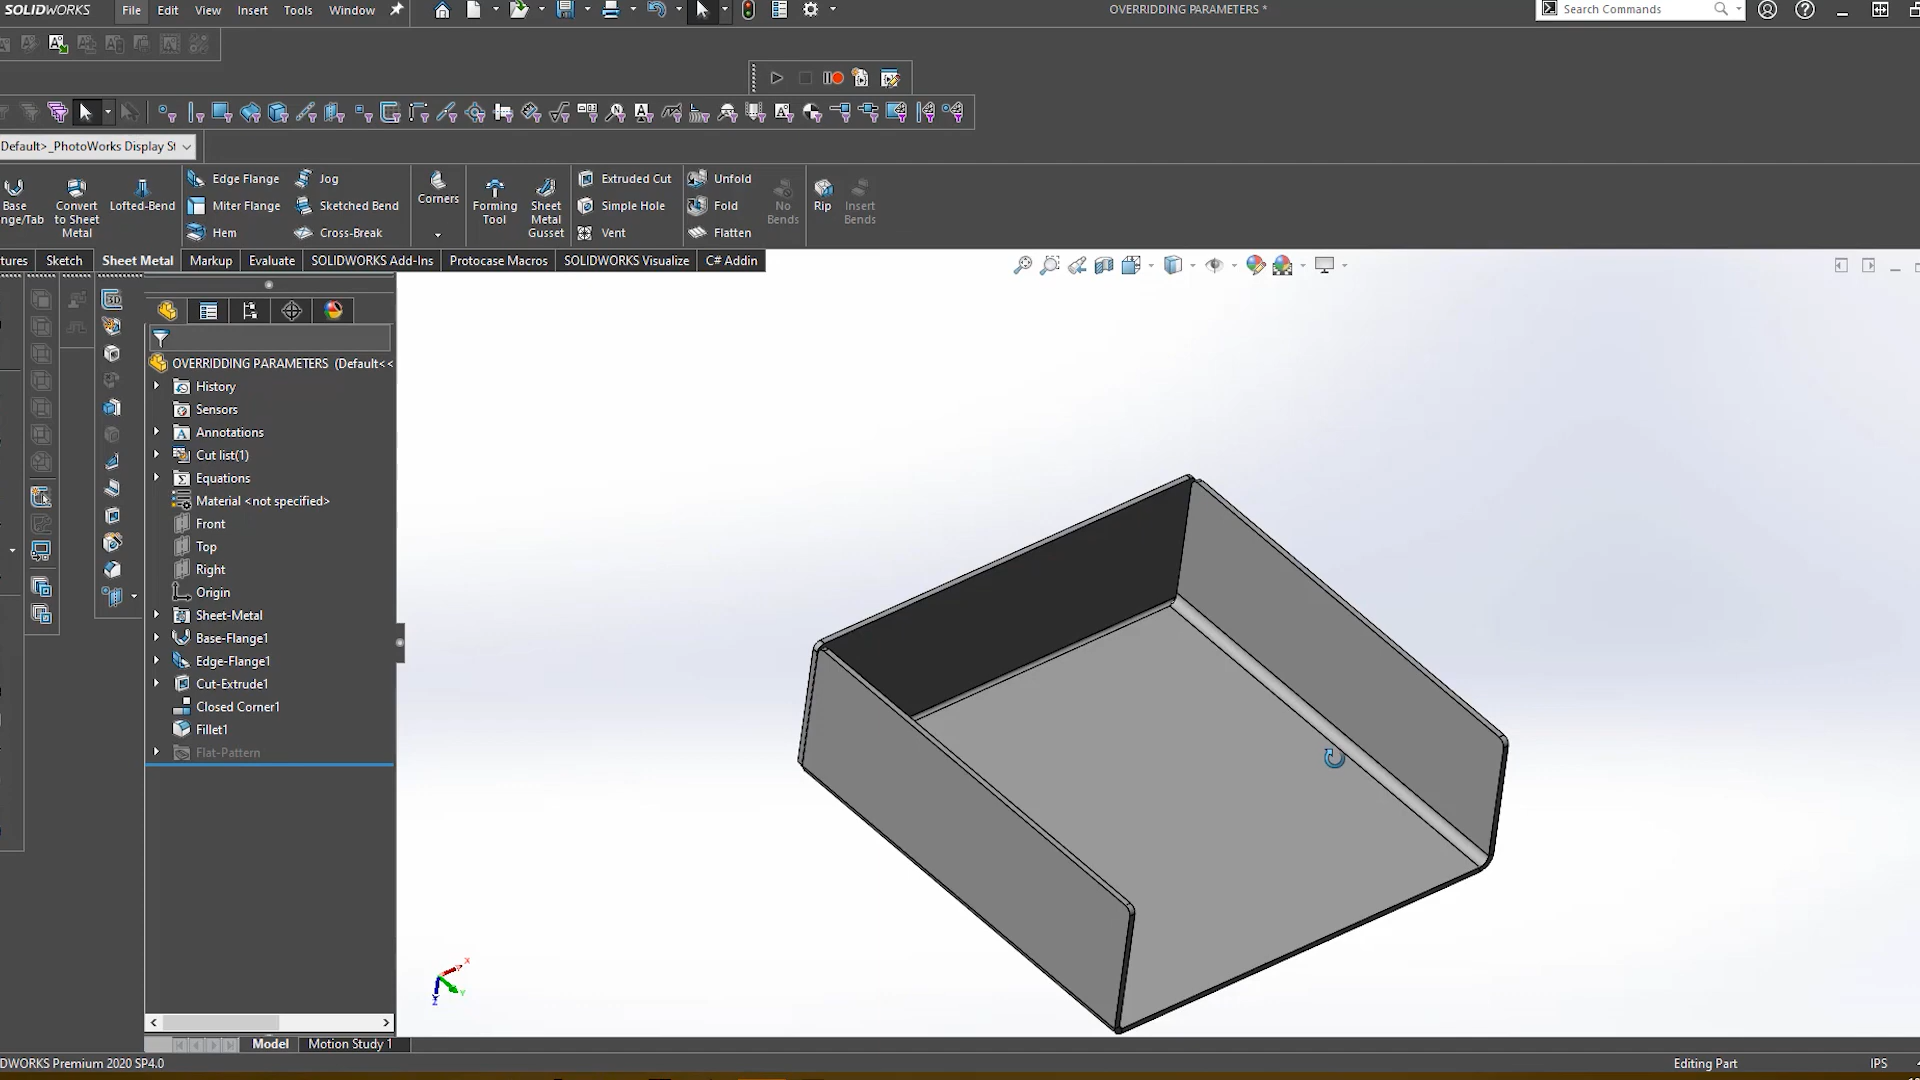 SOLIDWORKS File Edit View Insert Tools Window
OVERRIDDING PARAMETERS *
Search Commands
Default>_PhotoWorks Display St
Base
nge/Tab
Convert
to Sheet
Metal
Lofted-Bend
Edge Flange
Miter Flange
Hem
Jog
Sketched Bend
Cross-Break
Corners
Forming
Tool
Sheet
Metal
Gusset
Extruded Cut
Simple Hole
Vent
Unfold
Fold
Flatten
No
Bends
Rip
Insert
Bends
tures Sketch Sheet Metal Markup Evaluate SOLIDWORKS Add-Ins Protocase Macros SOLIDWORKS Visualize C# Addin
OVERRIDDING PARAMETERS (Default<<
History
Sensors
Annotations
Cut list(1)
Equations
Material <not specified>
Front
Top
Right
Origin
Sheet-Metal
Base-Flange1
Edge-Flange1
Cut-Extrude1
Closed Corner1
Fillet1
Flat-Pattern
X
Y
Z
Model Motion Study 1
DWORKS Premium 2020 SP4.0
Editing Part
IPS